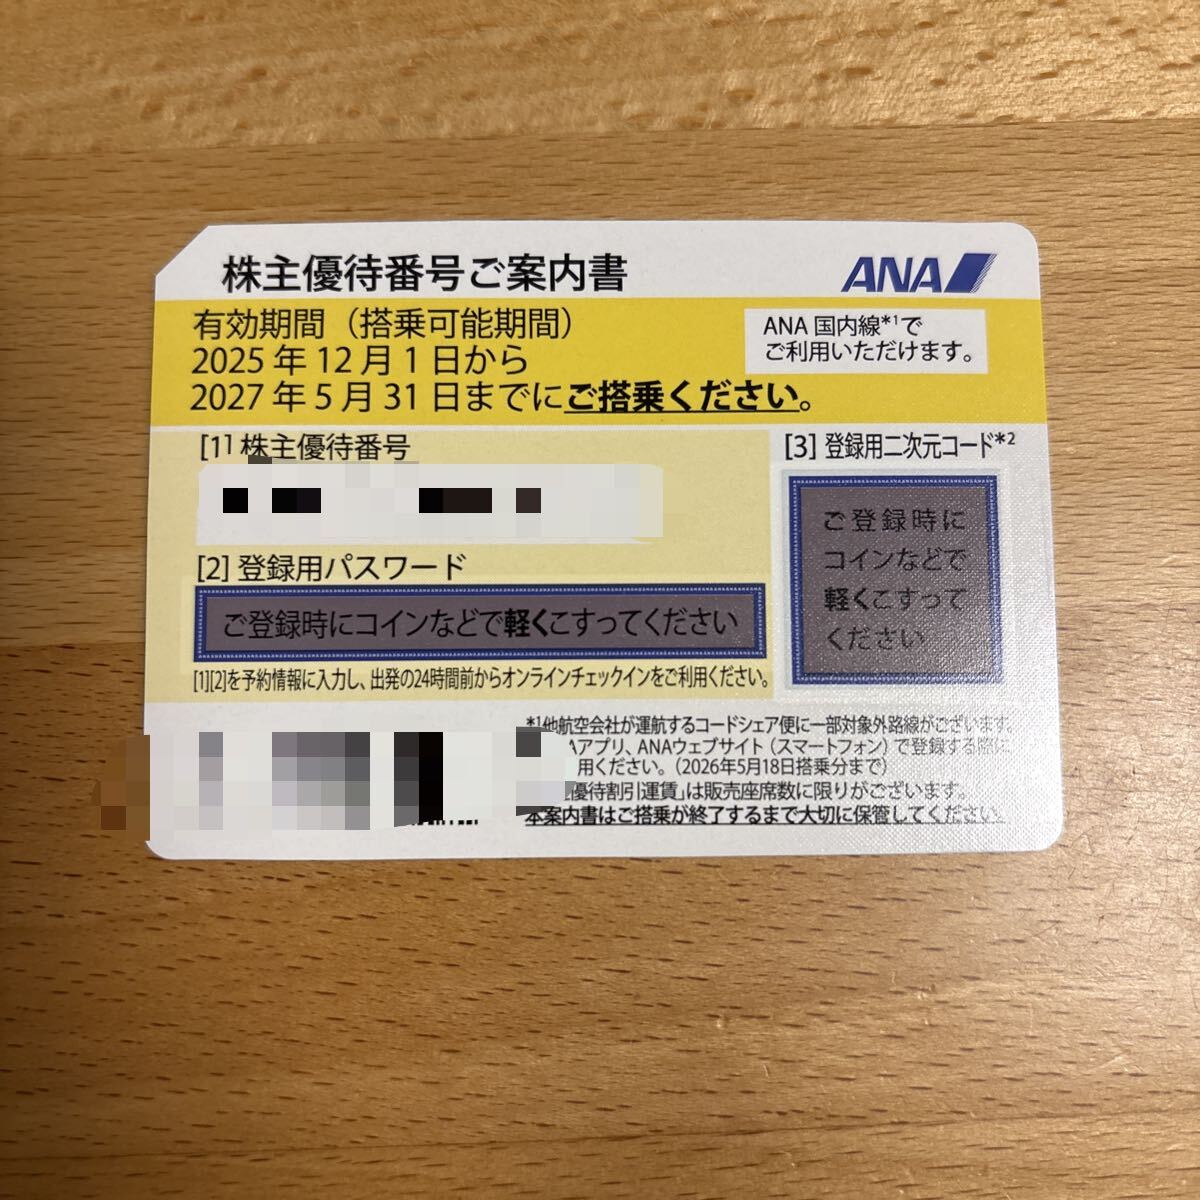 株主優待番号ご案内書
ANA
有効期間（搭乗可能期間）
2025年12月1日から
2027年5月31日までにご搭乗ください。
ANA国内線*1で
ご利用いただけます。
[1]株主優待番号
[2]登録用パスワード
ご登録時にコインなどで軽くこすってください
[1][2]を予約情報に入力し、出発の24時間前からオンラインチェックインをご利用ください。
[3]登録用二次元コード*2
ご登録時に
コインなどで
軽くこすって
ください
*1他航空会社が運航するコードシェア便に一部対象外路線がございます。
アプリ、ANAウェブサイト（スマートフォン）で登録する際に
用ください。（2026年5月18日搭乗分まで）
優待割引運賃」は販売座席数に限りがございます。
本案内書はご搭乗が終了するまで大切に保管してください。